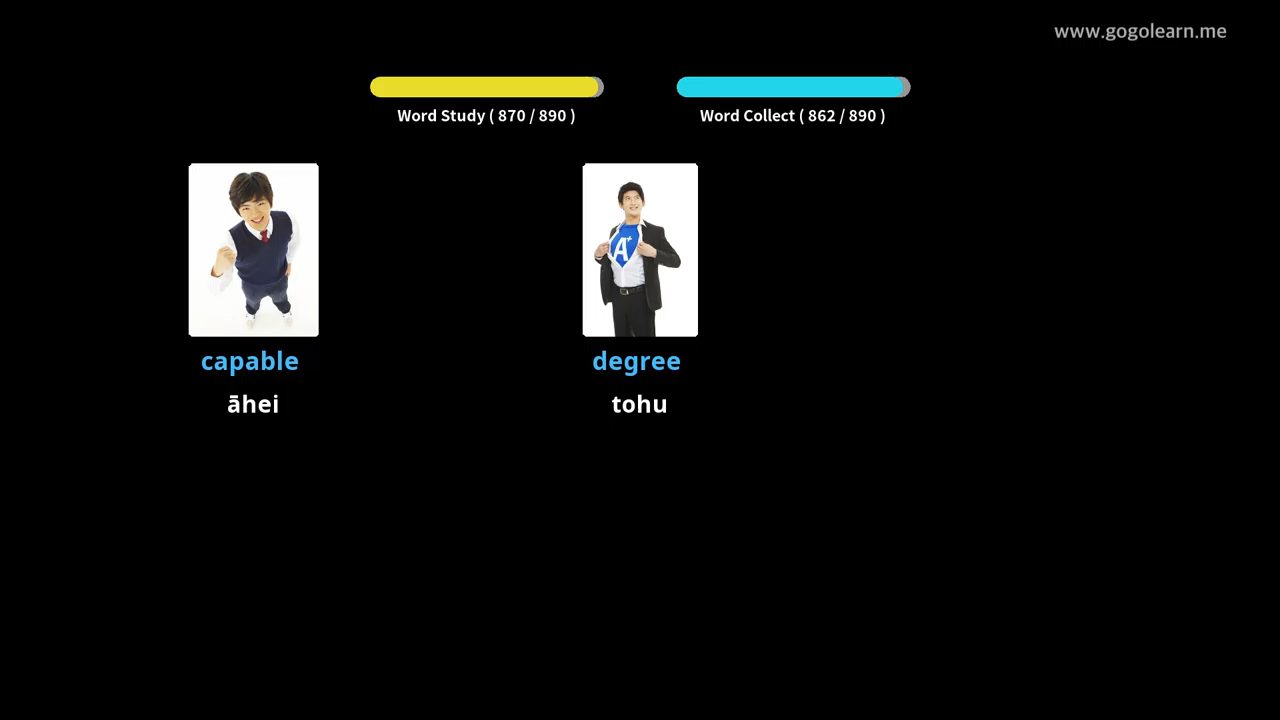 www.gogolearn.me
Word Study ( 870 / 890 )
Word Collect ( 862 / 890 )
A+
capable
degree
āhei
tohu